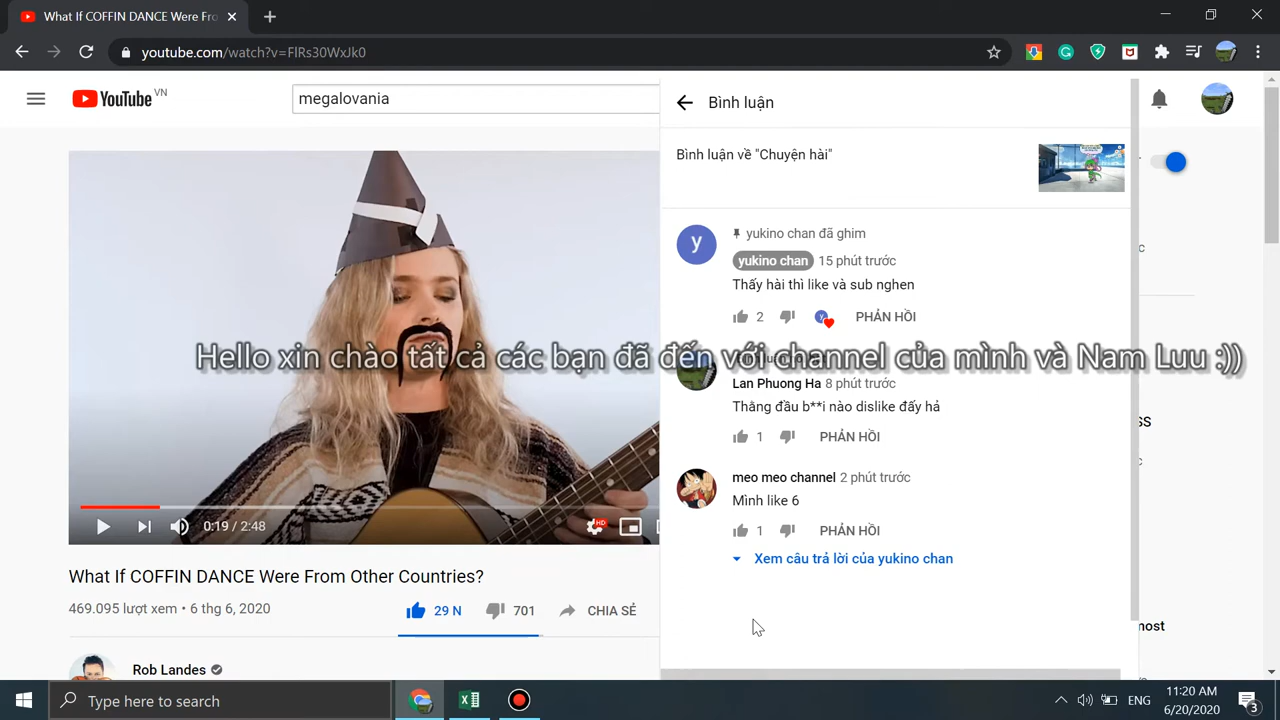 What If COFFIN DANCE Were From
youtube.com/watch?v=FlRs30WxJk0
YouTube VN
megalovania
Bình luận
Bình luận về "Chuyện hài"
y
yukino chan đã ghim
yukino chan 15 phút trước
Thấy hài thì like và sub nghen
2 PHẢN HỒI
Hello xin chào tất cả các bạn đã đến với channel của mình và Nam Luu :))
Lan Phuong Ha 8 phút trước
Thằng đầu b**i nào dislike đấy hả
1 PHẢN HỒI
meo meo channel 2 phút trước
Mình like 6
1 PHẢN HỒI
Xem câu trả lời của yukino chan
0:19 / 2:48
HD
What If COFFIN DANCE Were From Other Countries?
469.095 lượt xem • 6 thg 6, 2020
29 N 701 CHIA SẺ
Rob Landes
most
Type here to search
ENG
11:20 AM
6/20/2020
3